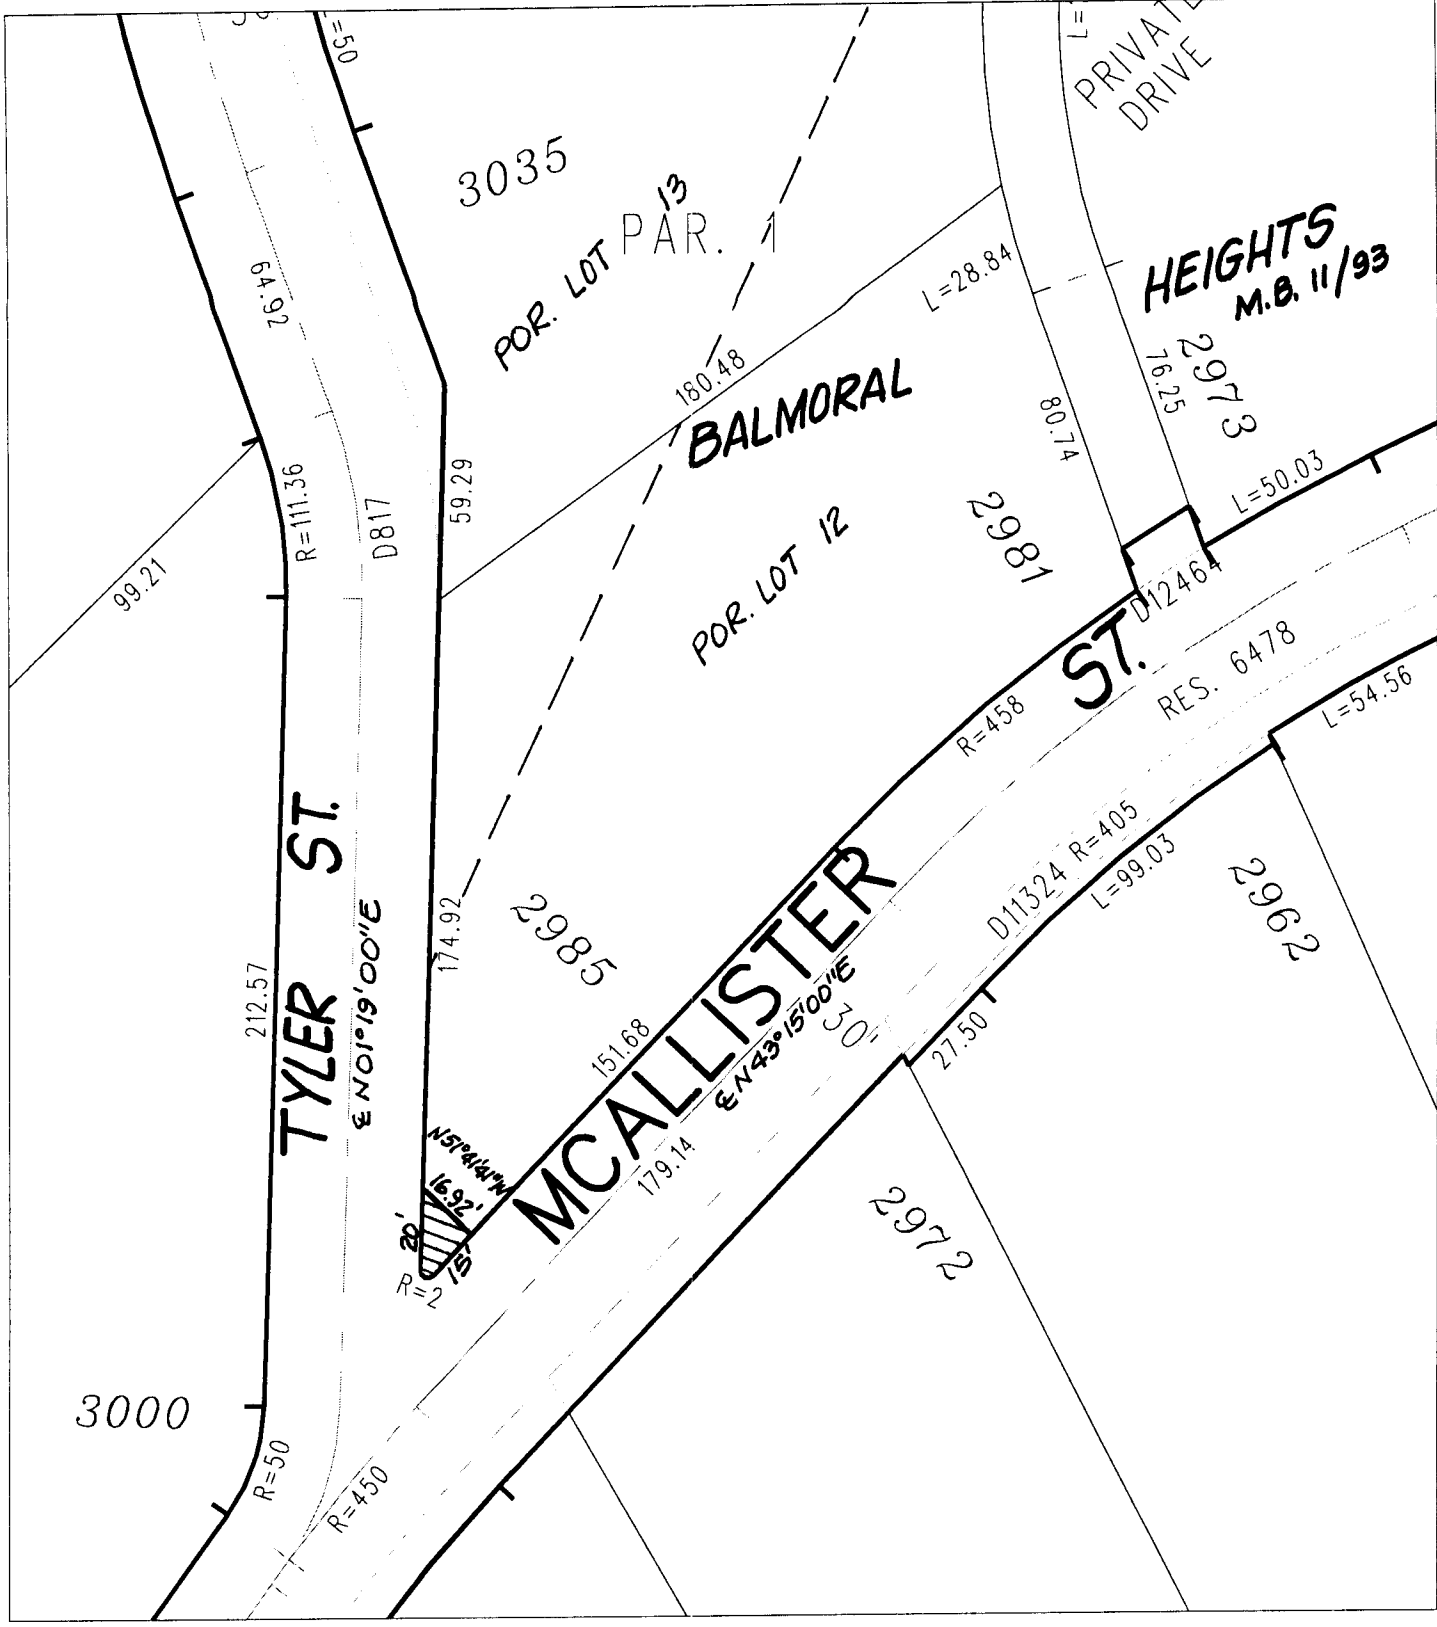 =50
L=
PRIVATE
DRIVE
3035
13
PAR. 1
POR. LOT
64.92
L=28.84
HEIGHTS
M.B. 11/93
180.48
BALMORAL
2973
76.25
80.74
R=111.36
D817
59.29
L=50.03
99.21
POR. LOT 12
2981
D12464
ST.
RES. 6478
L=54.56
R=458
TYLER ST.
₠ N01°19'00"E
212.57
174.92
2985
151.68
MCALLISTER
₠ N43°15'00"E
30'
D11324 R=405
L=99.03
2962
27.50
179.14
N51°41'41"W
16.92'
20'
15'
R=2
2972
3000
R=50
R=450